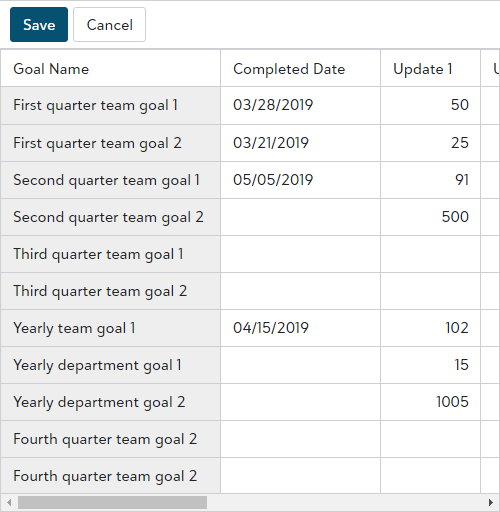 Save Cancel
Goal Name Completed Date Update 1
First quarter team goal 1 03/28/2019 50
First quarter team goal 2 03/21/2019 25
Second quarter team goal 1 05/05/2019 91
Second quarter team goal 2 500
Third quarter team goal 1
Third quarter team goal 2
Yearly team goal 1 04/15/2019 102
Yearly department goal 1 15
Yearly department goal 2 1005
Fourth quarter team goal 2
Fourth quarter team goal 2